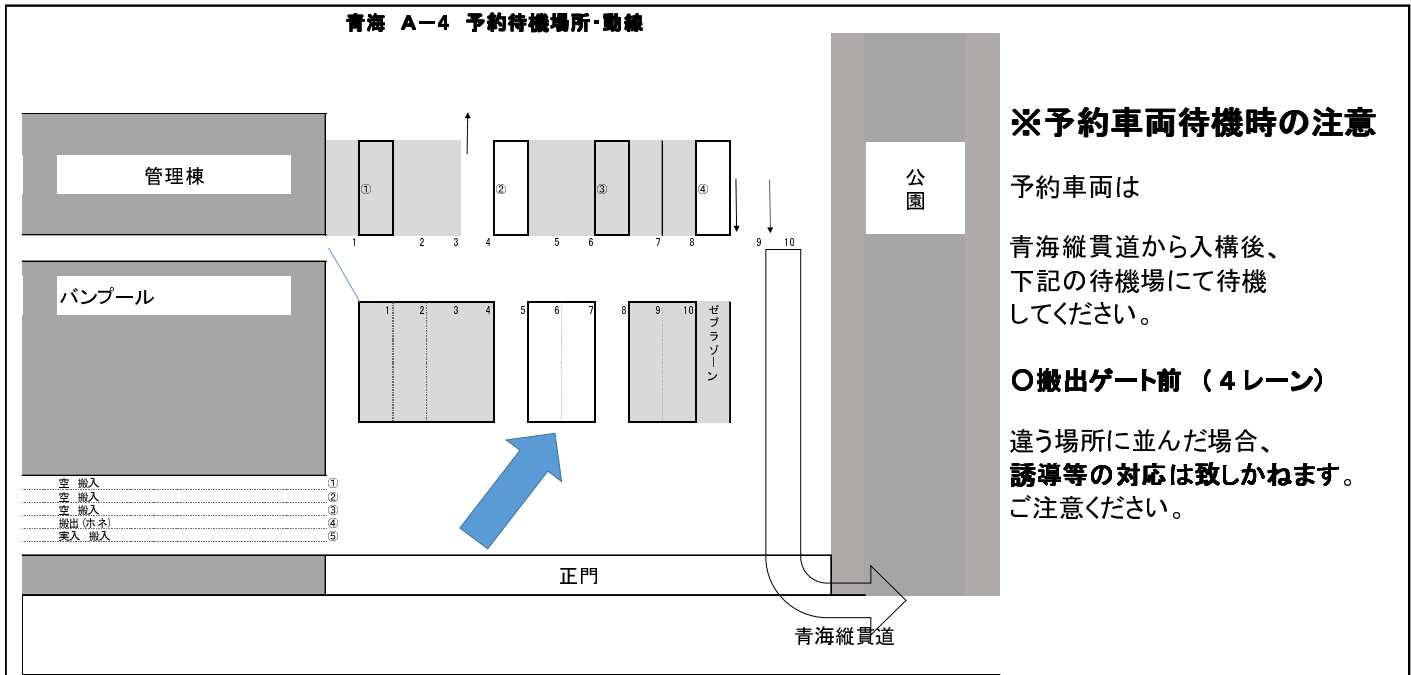 青海 A－4 予約待機場所・動線
管理棟
①
②
③
④
1 2 3 4 5 6 7 8 9 10
公園
バンプール
1 2 3 4 5 6 7 8 9 10
ゼブラゾーン
空 搬入 ①
空 搬入 ②
空 搬入 ③
搬出(ホネ) ④
実入 搬入 ⑤
正門
青海縦貫道
※予約車両待機時の注意
予約車両は
青海縦貫道から入構後、
下記の待機場にて待機
してください。
〇搬出ゲート前 （4レーン）
違う場所に並んだ場合、
誘導等の対応は致しかねます。
ご注意ください。